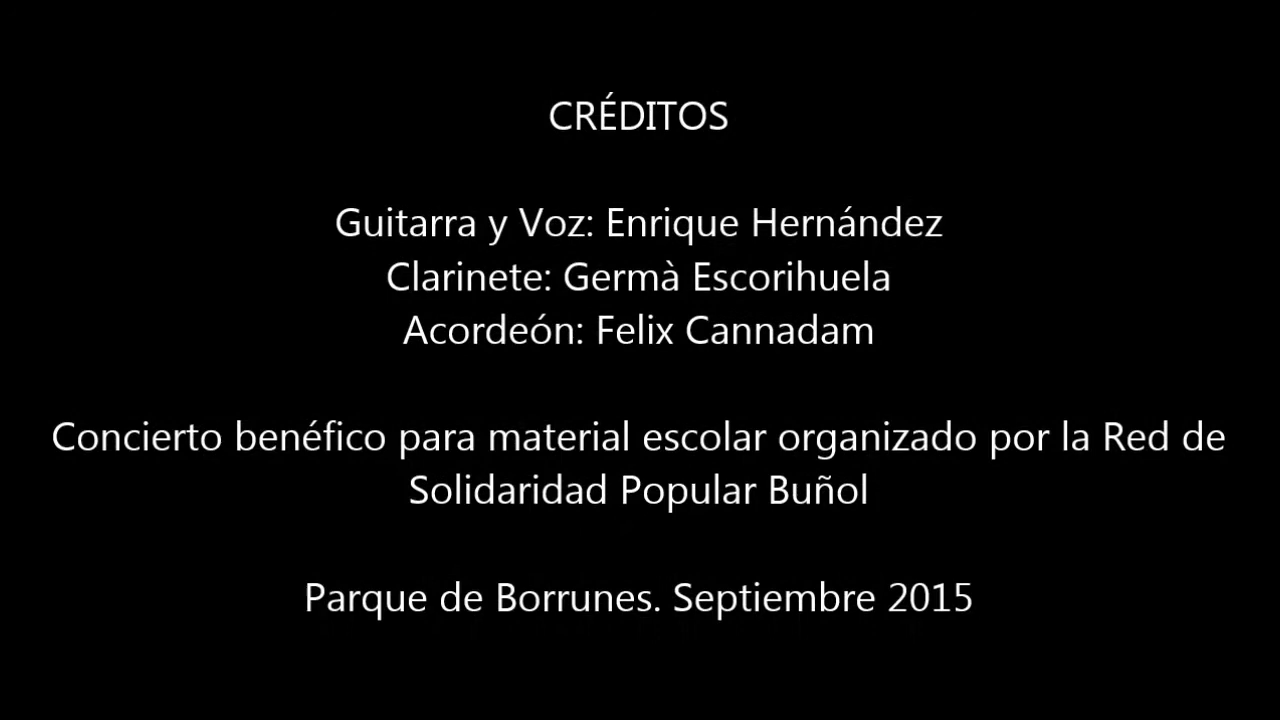 CRÉDITOS
Guitarra y Voz: Enrique Hernández
Clarinete: Germà Escorihuela
Acordeón: Felix Cannadam
Concierto benéfico para material escolar organizado por la Red de
Solidaridad Popular Buñol
Parque de Borrunes. Septiembre 2015